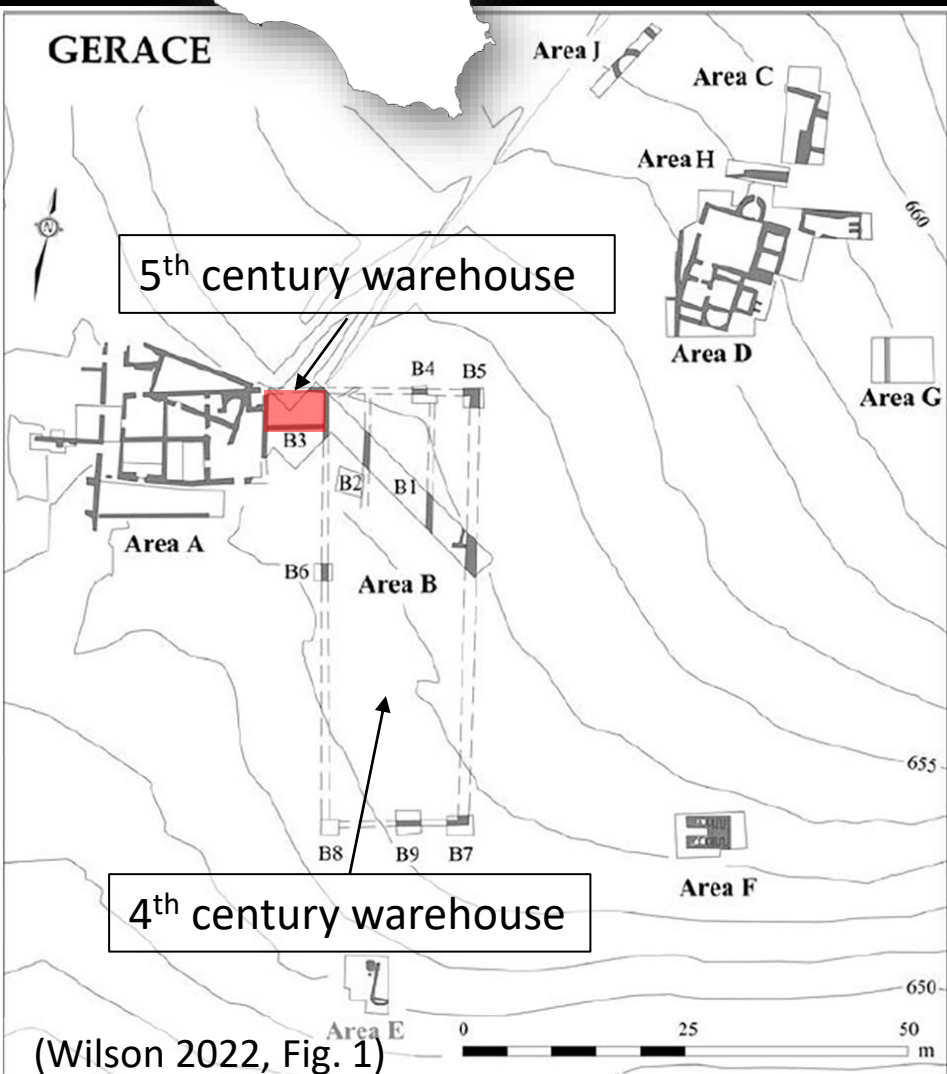 GERACE
Area J
Area C
Area H
N
660
5th century warehouse
Area D
B4
B5
Area G
B3
B2
B1
Area A
B6
Area B
655
B8
B9
B7
Area F
4th century warehouse
650
Area E
0
25
50
m
(Wilson 2022, Fig. 1)